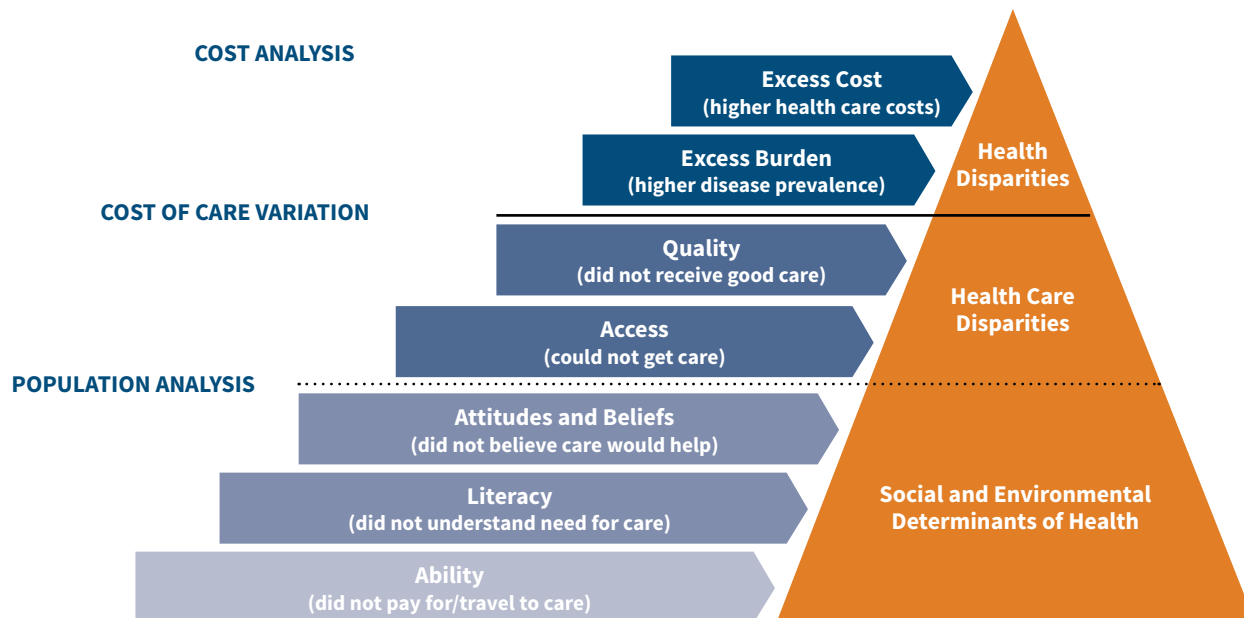 COST ANALYSIS
Excess Cost
(higher health care costs)
Excess Burden
(higher disease prevalence)
Health
Disparities
COST OF CARE VARIATION
Quality
(did not receive good care)
Health Care
Disparities
Access
(could not get care)
POPULATION ANALYSIS
Attitudes and Beliefs
(did not believe care would help)
Literacy
(did not understand need for care)
Social and Environmental
Determinants of Health
Ability
(did not pay for/travel to care)